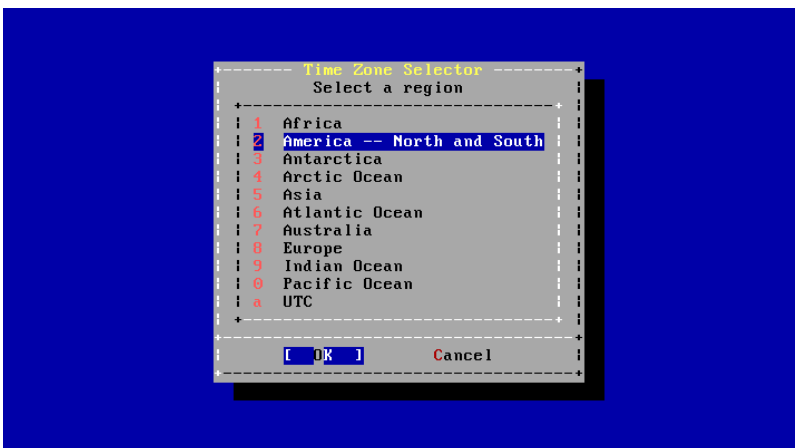 Time Zone Selector
Select a region
1 Africa
2 America -- North and South
3 Antarctica
4 Arctic Ocean
5 Asia
6 Atlantic Ocean
7 Australia
8 Europe
9 Indian Ocean
0 Pacific Ocean
a UTC
[ OK ] Cancel